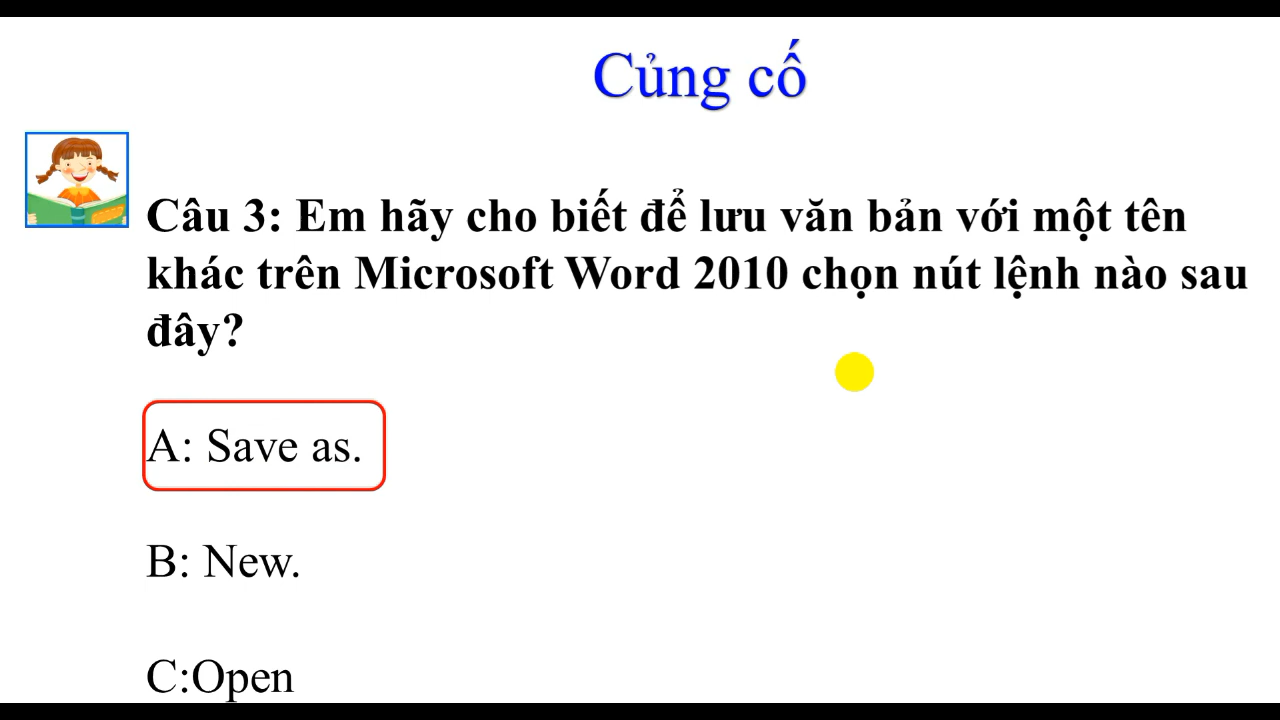 Củng cố
Câu 3: Em hãy cho biết để lưu văn bản với một tên
khác trên Microsoft Word 2010 chọn nút lệnh nào sau
đây?
A: Save as.
B: New.
C:Open